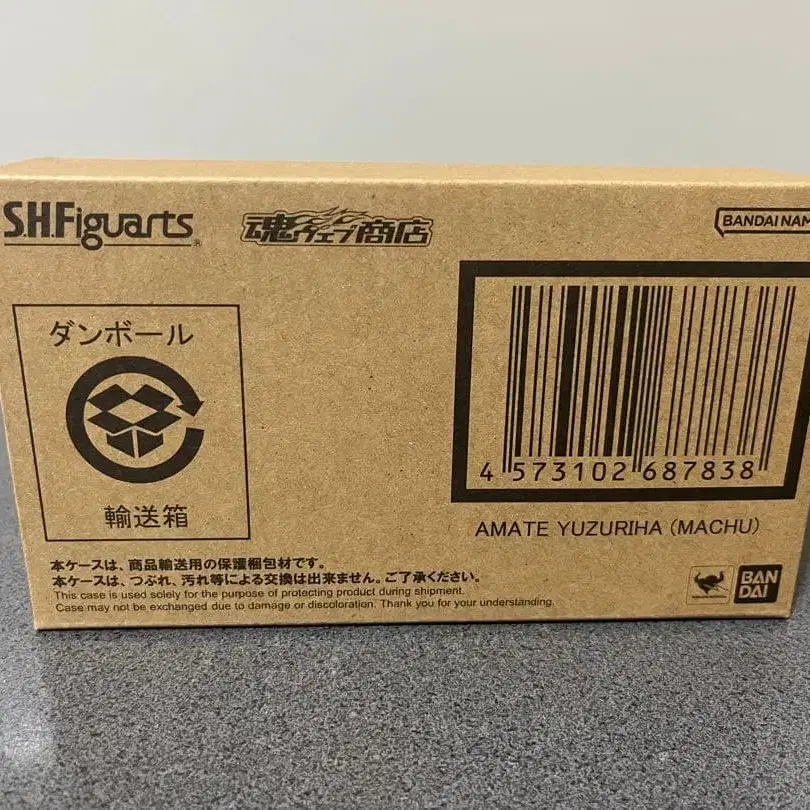 S.H.Figuarts®
魂ウェブ商店
BANDAI NAM
ダンボール
輸送箱
4 573102 687838
AMATE YUZURIHA (MACHU)
本ケースは、商品輸送用の保護梱包材です。
本ケースは、つぶれ、汚れ等による交換は出来ません。ご了承ください。
This case is used solely for the purpose of protecting product during shipment.
Case may not be exchanged due to damage or discoloration. Thank you for your understanding.
BAN
DAI